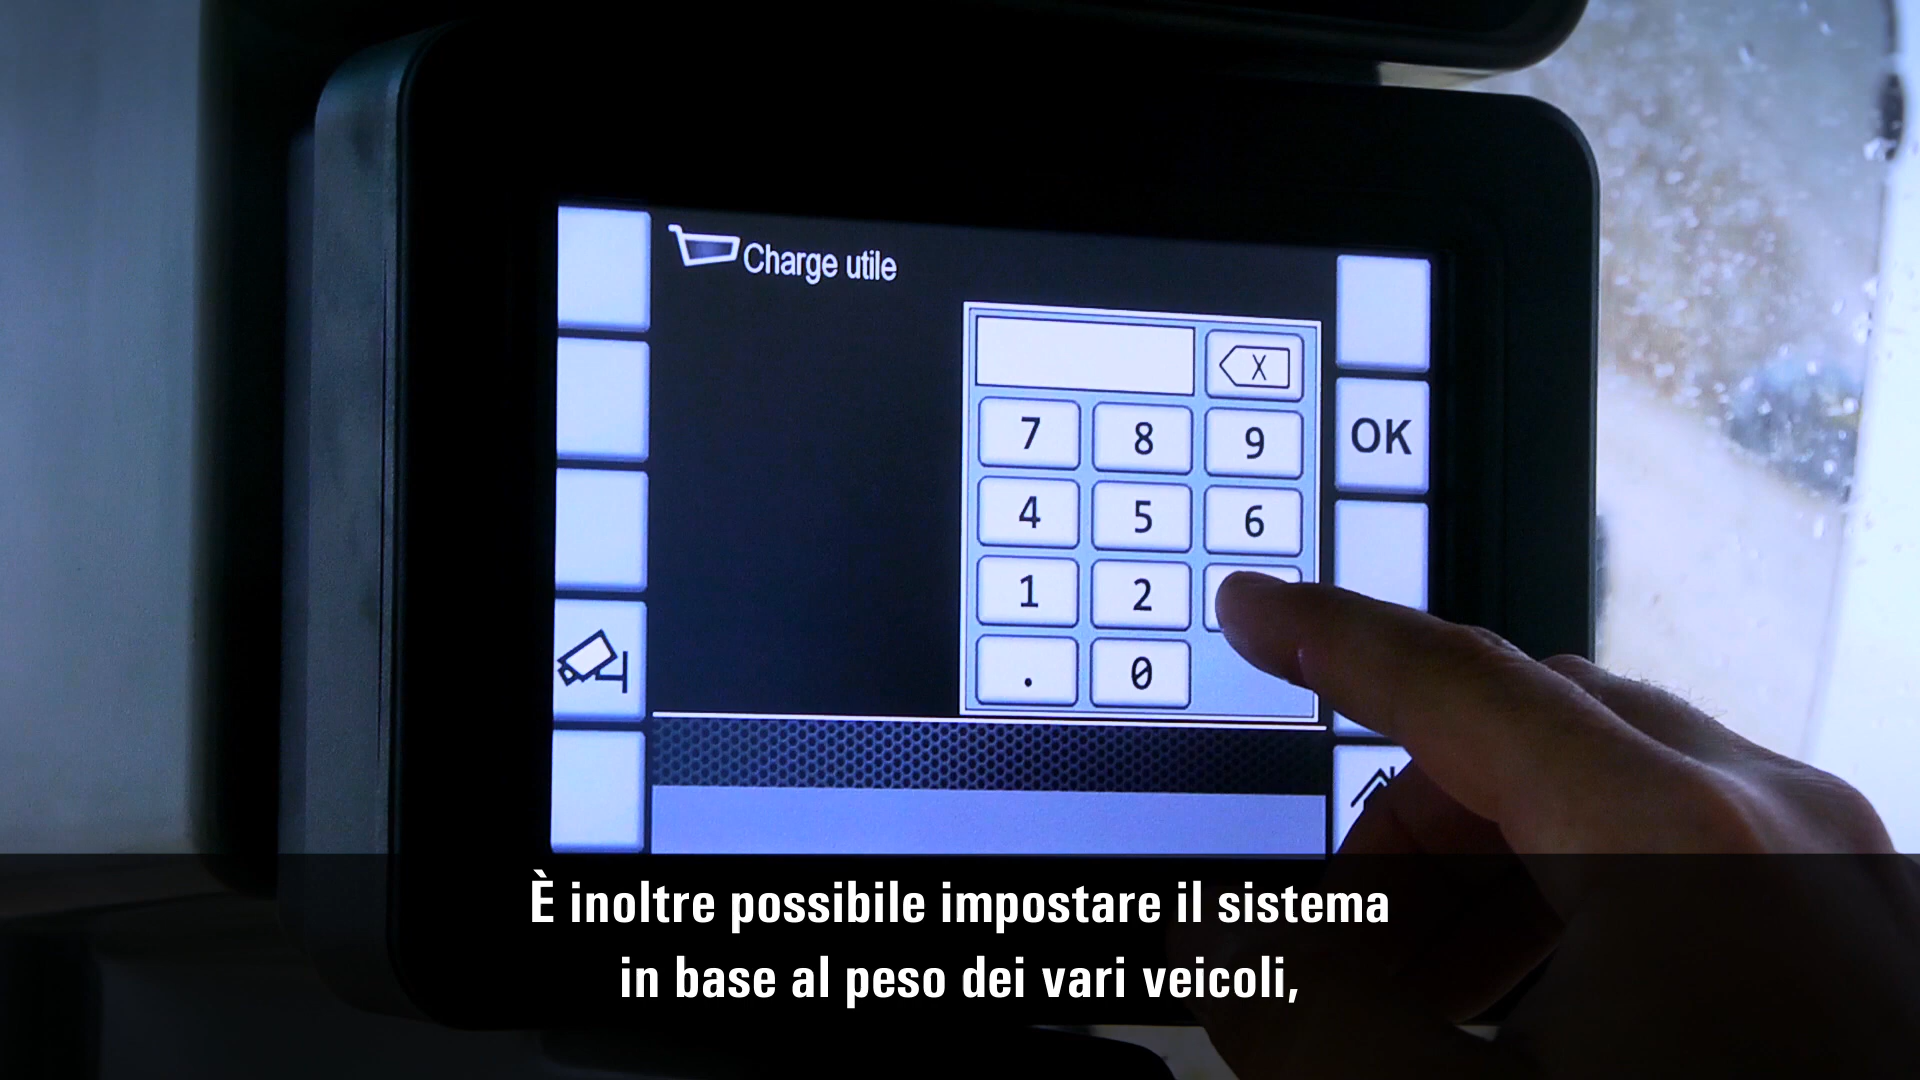 Charge utile
7 8 9
OK
4 5 6
1 2
. 0
È inoltre possibile impostare il sistema
in base al peso dei vari veicoli,